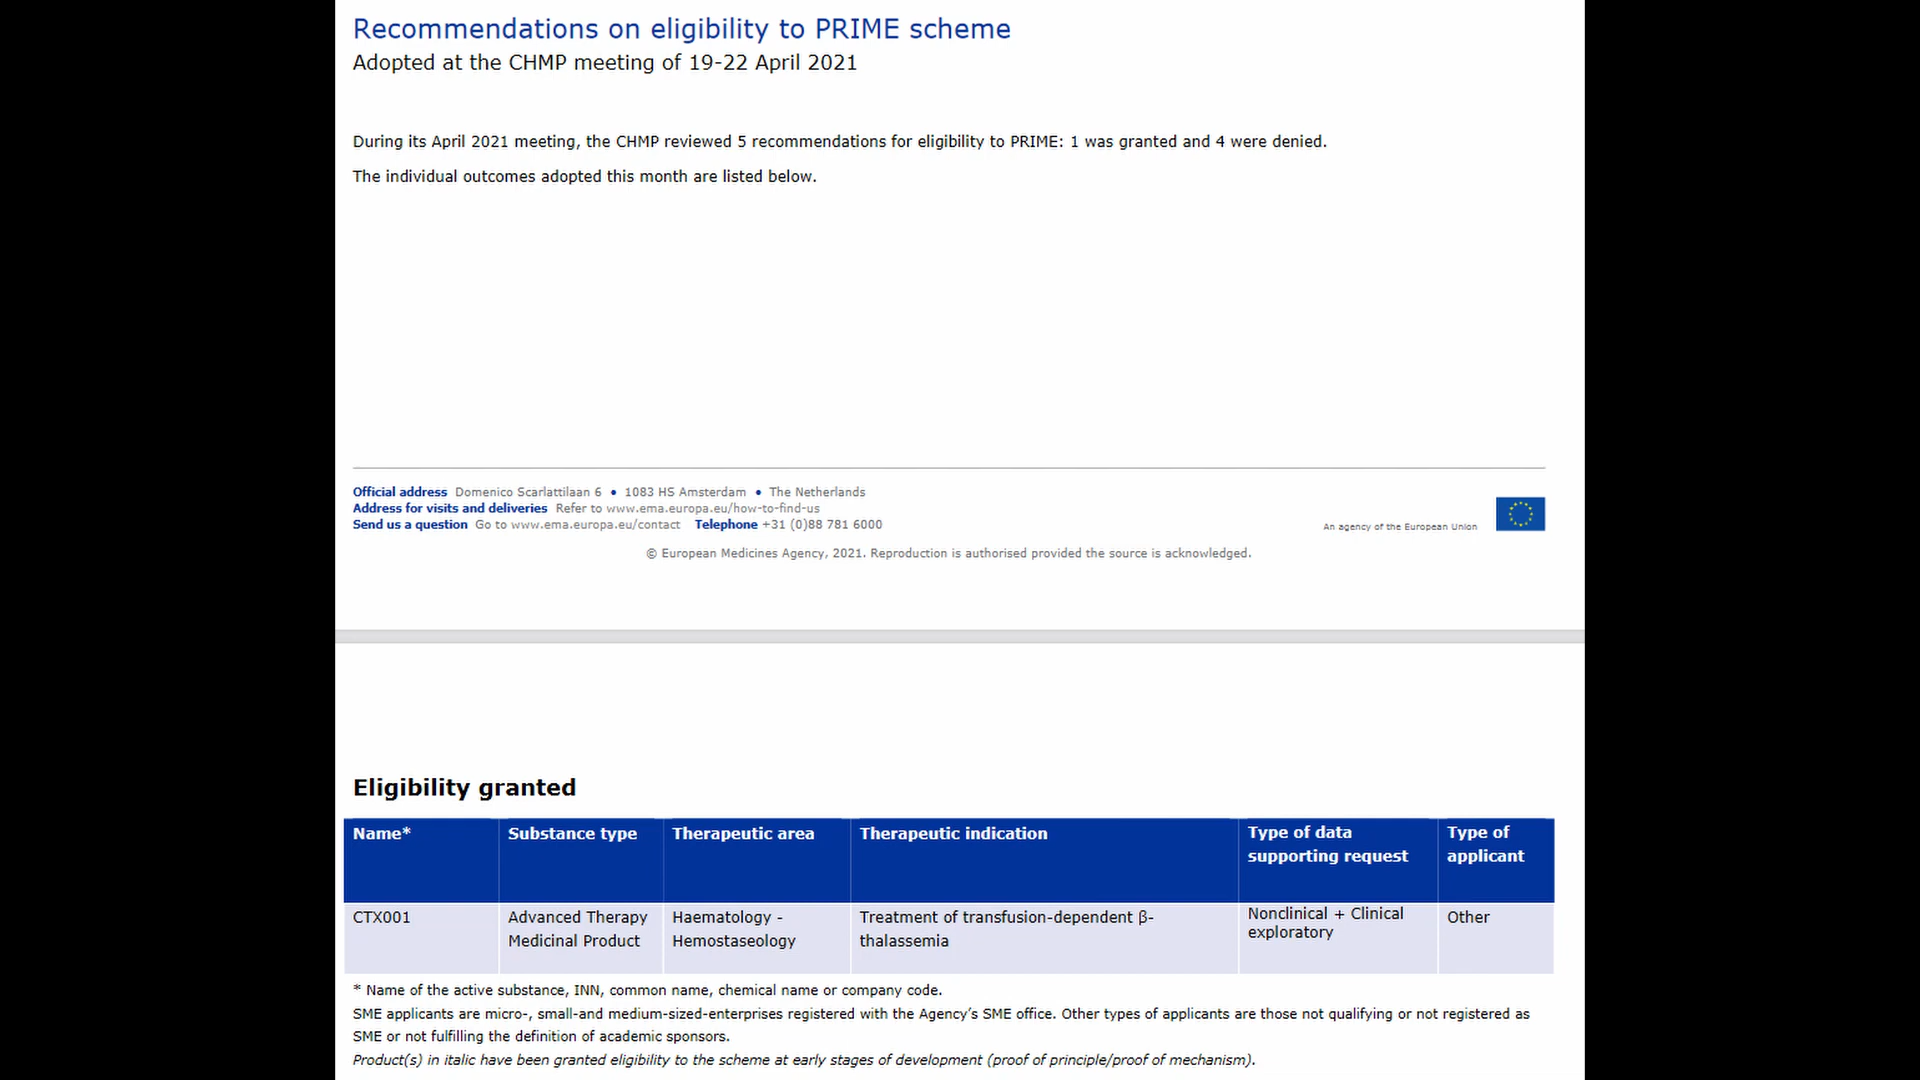 Recommendations on eligibility to PRIME scheme
Adopted at the CHMP meeting of 19-22 April 2021
During its April 2021 meeting, the CHMP reviewed 5 recommendations for eligibility to PRIME: 1 was granted and 4 were denied.
The individual outcomes adopted this month are listed below.
Official address Domenico Scarlattilaan 6 • 1083 HS Amsterdam • The Netherlands
Address for visits and deliveries Refer to www.ema.europa.eu/how-to-find-us
Send us a question Go to www.ema.europa.eu/contact Telephone +31 (0)88 781 6000
An agency of the European Union
© European Medicines Agency, 2021. Reproduction is authorised provided the source is acknowledged.
Eligibility granted
Name*
Substance type
Therapeutic area
Therapeutic indication
Type of data
supporting request
Type of
applicant
CTX001
Advanced Therapy
Medicinal Product
Haematology -
Hemostaseology
Treatment of transfusion-dependent β-
thalassemia
Nonclinical + Clinical
exploratory
Other
* Name of the active substance, INN, common name, chemical name or company code.
SME applicants are micro-, small-and medium-sized-enterprises registered with the Agency’s SME office. Other types of applicants are those not qualifying or not registered as
SME or not fulfilling the definition of academic sponsors.
Product(s) in italic have been granted eligibility to the scheme at early stages of development (proof of principle/proof of mechanism).